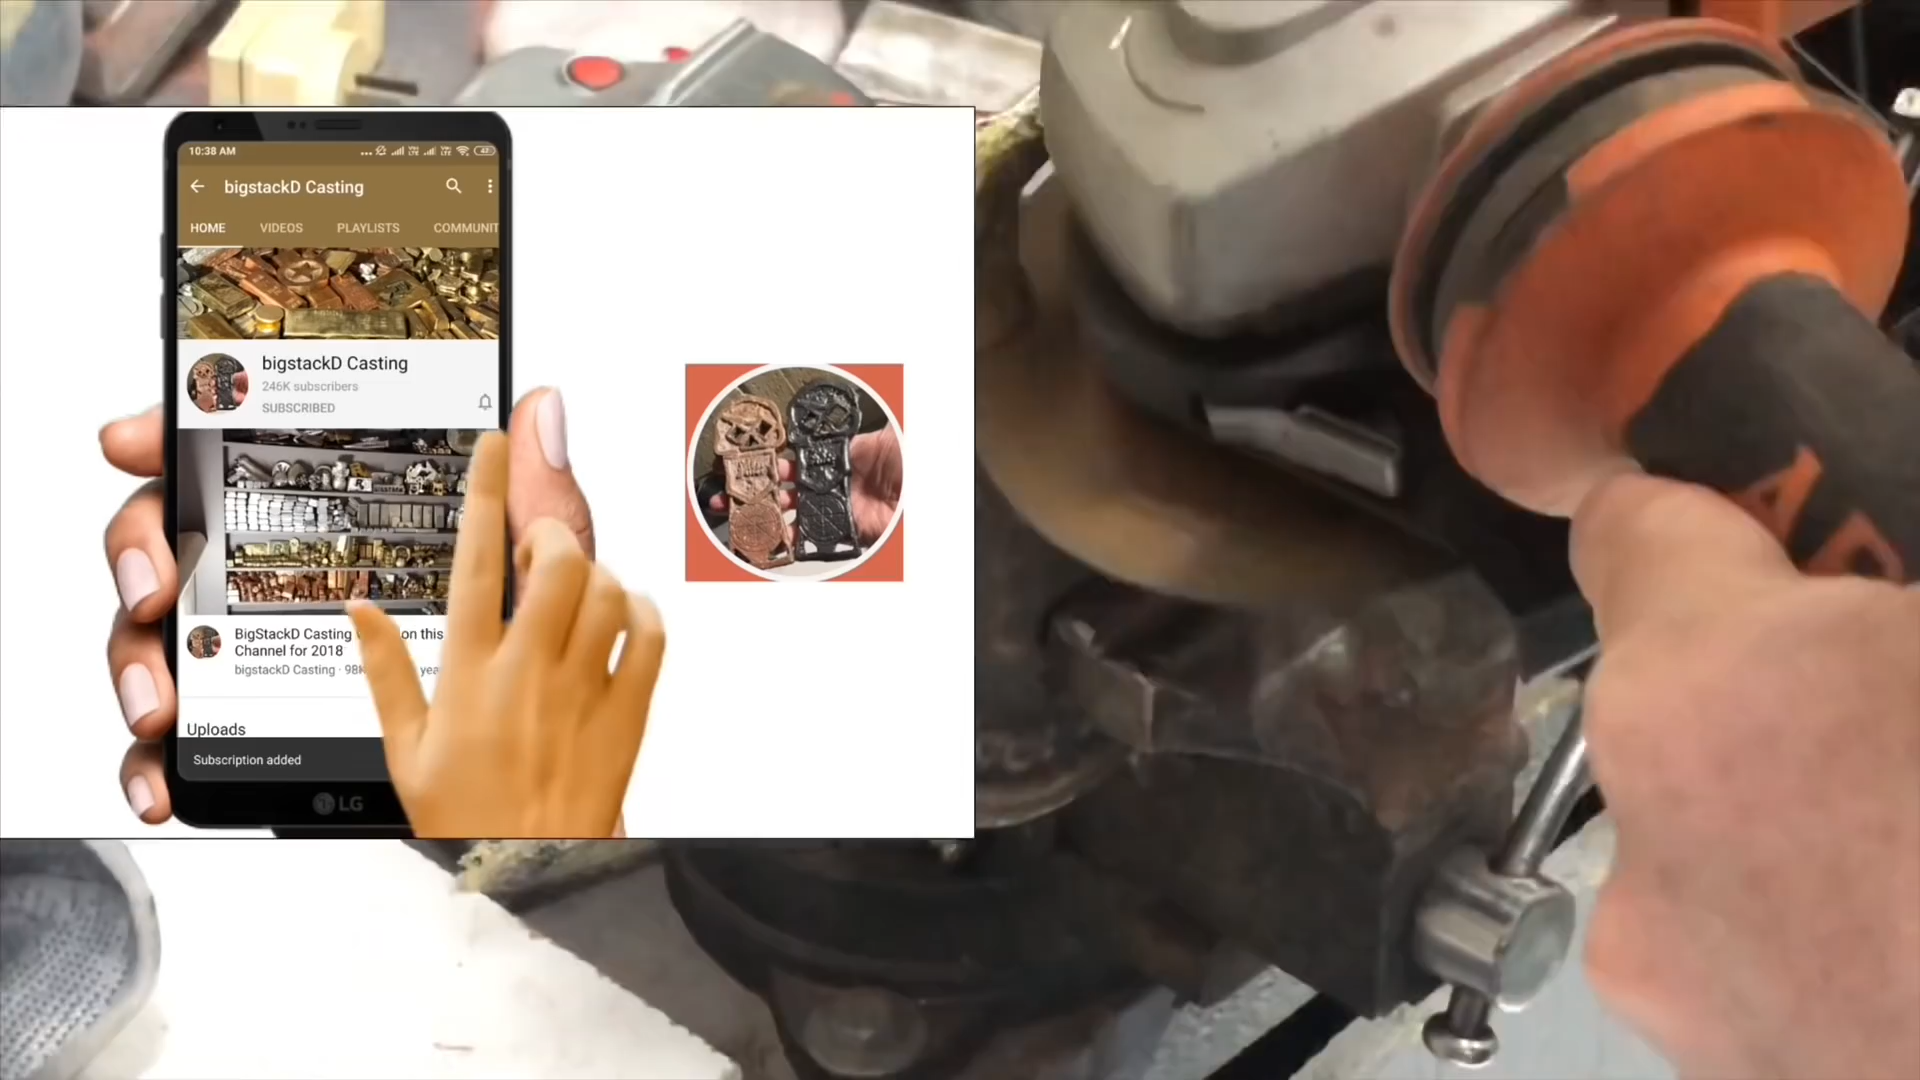 10:38 AM
bigstackD Casting
HOME VIDEOS PLAYLISTS COMMUNIT
bigstackD Casting
246K subscribers
SUBSCRIBED
BigStackD Casting on this
Channel for 2018
bigstackD Casting · 98K
Uploads
Subscription added
LG